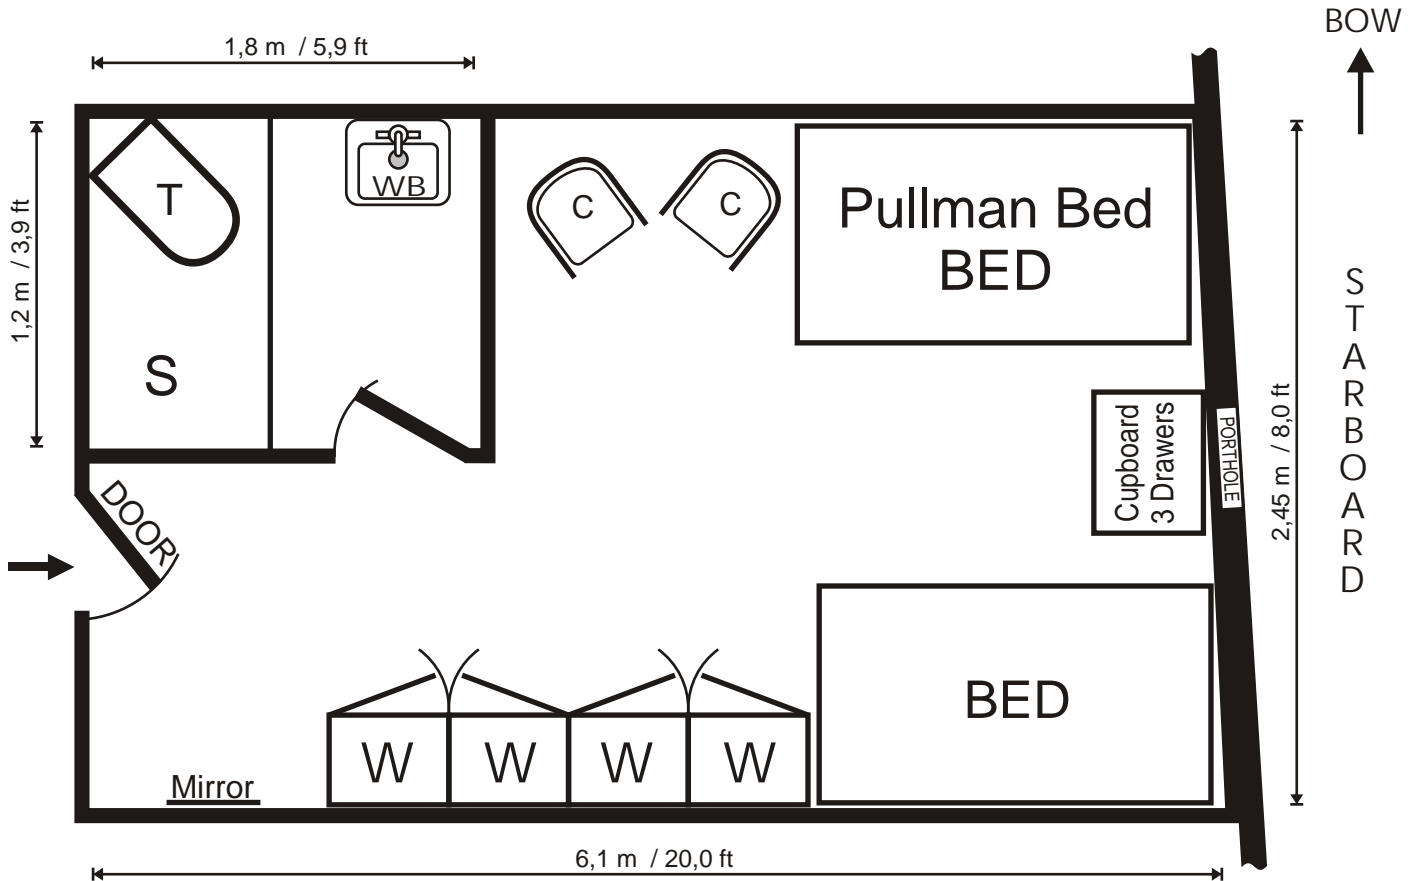 BOW
1,8 m / 5,9 ft
T
WB
C
C
Pullman Bed
BED
1,2 m / 3,9 ft
S
STARBOARD
Cupboard
3 Drawers
PORTHOLE
2,45 m / 8,0 ft
DOOR
BED
W
W
W
W
Mirror
6,1 m / 20,0 ft